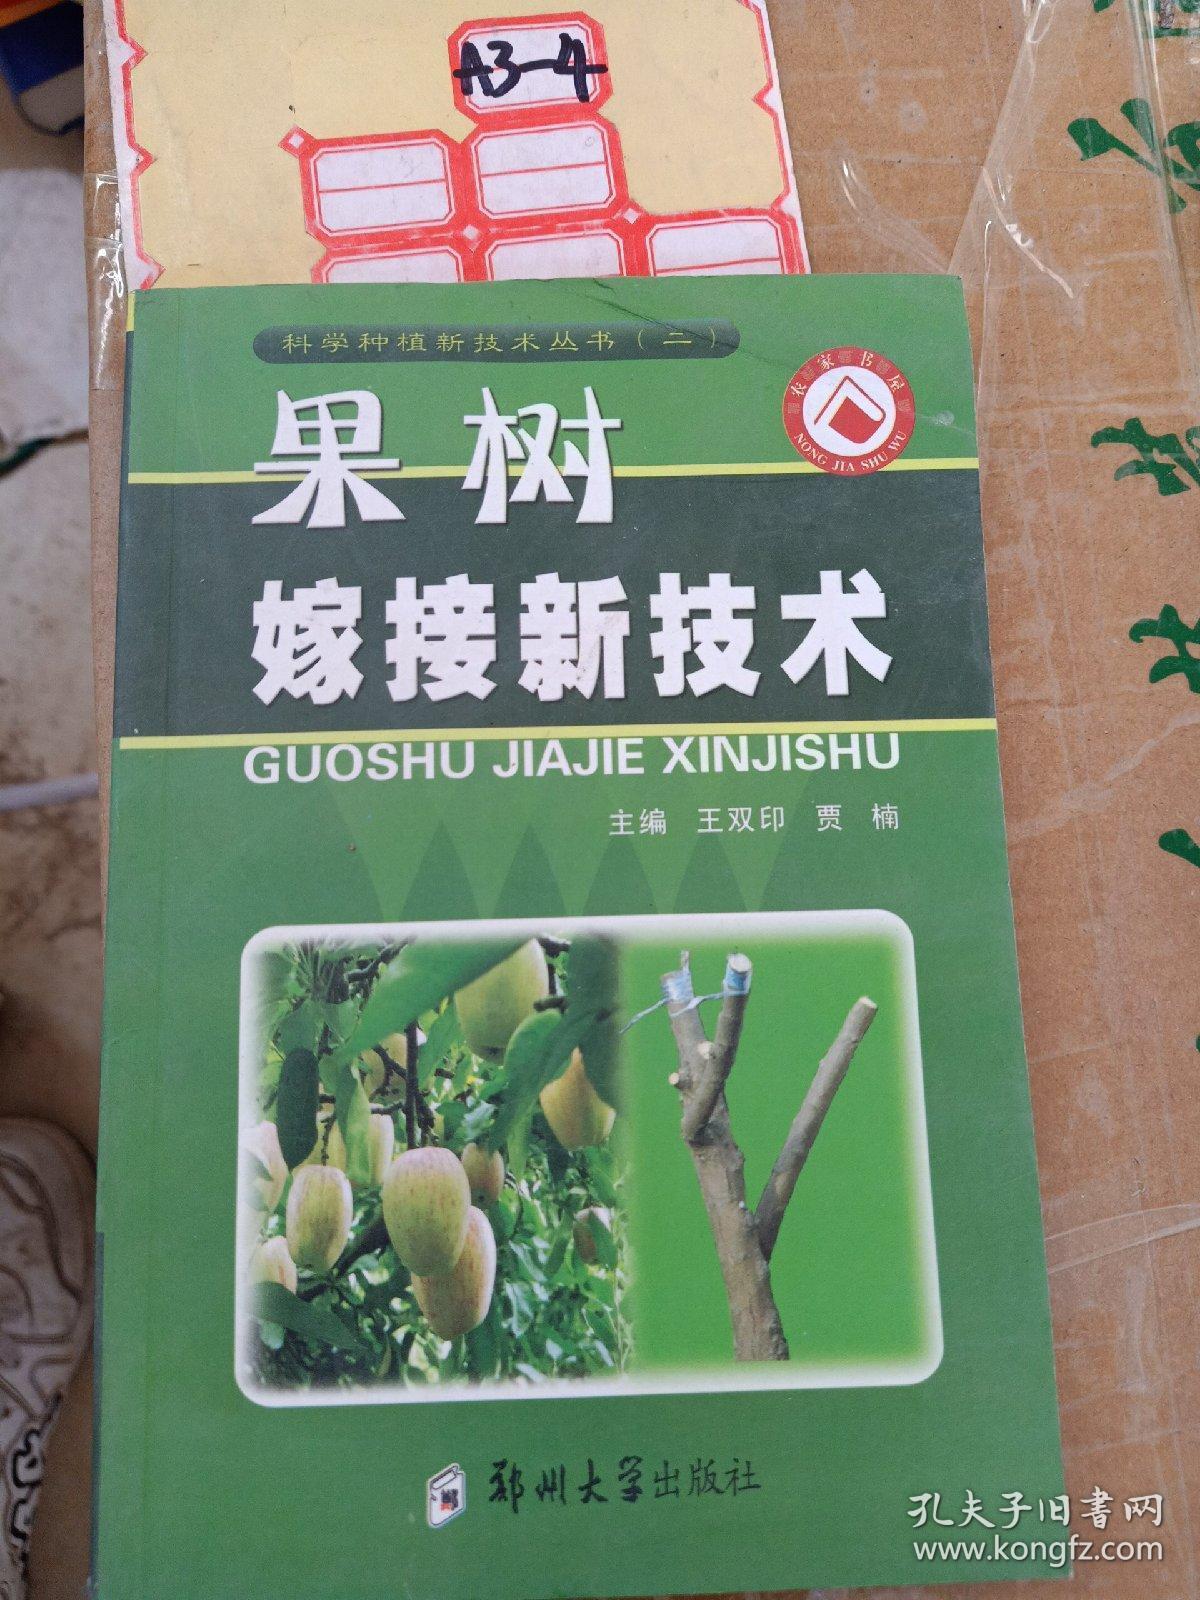 A3-4
科学种植新技术丛书(二)
农家书屋
NONG JIA SHU WU
果树
嫁接新技术
GUOSHU JIAJIE XINJISHU
主编 王双印 贾楠
郑州大学出版社
孔夫子旧书网
www.kongfz.com